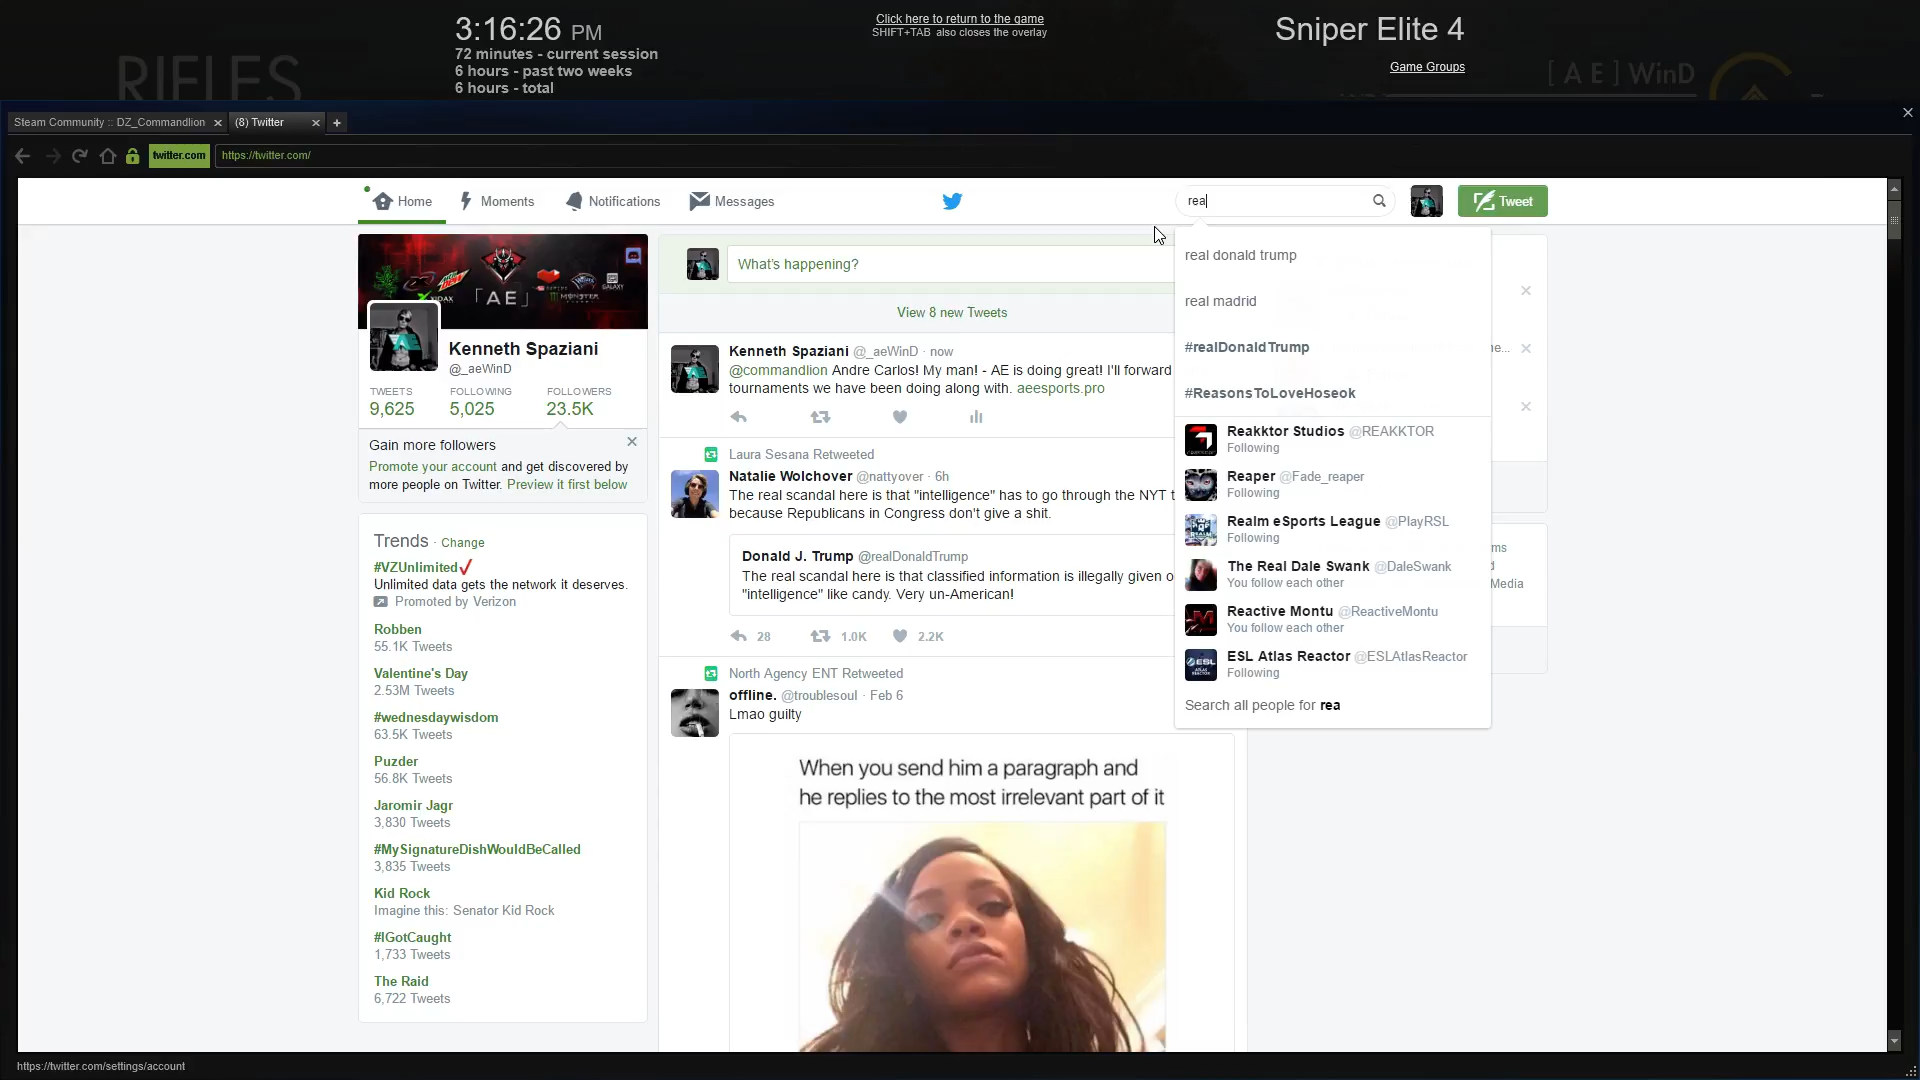 3:16:26 PM
72 minutes - current session
6 hours - past two weeks
6 hours - total
Click here to return to the game
SHIFT+TAB also closes the overlay
Sniper Elite 4
Game Groups
RIFLES
[ A E ] WinD
Steam Community :: DZ_Commandlion
(8) Twitter
twitter.com
https://twitter.com/
Home
Moments
Notifications
Messages
rea
Tweet
「AE」
Kenneth Spaziani
@_aeWinD
TWEETS FOLLOWING FOLLOWERS
9,625 5,025 23.5K
Gain more followers
Promote your account and get discovered by
more people on Twitter. Preview it first below
Trends · Change
#VZUnlimited
Unlimited data gets the network it deserves.
Promoted by Verizon
Robben
55.1K Tweets
Valentine's Day
2.53M Tweets
#wednesdaywisdom
63.5K Tweets
Puzder
56.8K Tweets
Jaromir Jagr
3,830 Tweets
#MySignatureDishWouldBeCalled
3,835 Tweets
Kid Rock
Imagine this: Senator Kid Rock
#IGotCaught
1,733 Tweets
The Raid
6,722 Tweets
What's happening?
View 8 new Tweets
Kenneth Spaziani @_aeWinD · now
@commandlion Andre Carlos! My man! - AE is doing great! I'll forward
tournaments we have been doing along with. aeesports.pro
Laura Sesana Retweeted
Natalie Wolchover @nattyover · 6h
The real scandal here is that "intelligence" has to go through the NYT t
because Republicans in Congress don't give a shit.
Donald J. Trump @realDonaldTrump
The real scandal here is that classified information is illegally given o
"intelligence" like candy. Very un-American!
28 1.0K 2.2K
North Agency ENT Retweeted
offline. @troublesoul · Feb 6
Lmao guilty
When you send him a paragraph and
he replies to the most irrelevant part of it
real donald trump
real madrid
#realDonaldTrump
#ReasonsToLoveHoseok
Reakktor Studios @REAKKTOR
Following
Reaper @Fade_reaper
Following
Realm eSports League @PlayRSL
Following
The Real Dale Swank @DaleSwank
You follow each other
Reactive Montu @ReactiveMontu
You follow each other
ESL Atlas Reactor @ESLAtlasReactor
Following
Search all people for rea
https://twitter.com/settings/account